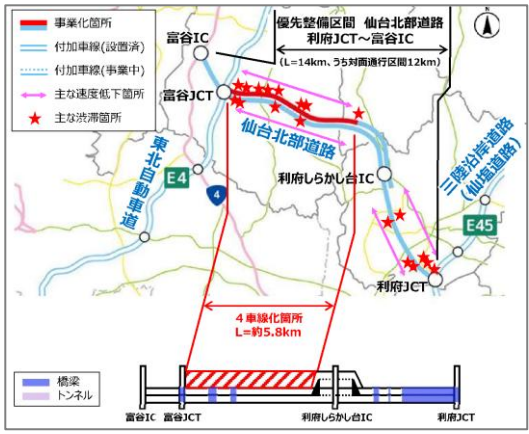 事業化箇所
付加車線(設置済)
付加車線(事業中)
主な速度低下箇所
主な渋滞箇所
富谷IC
優先整備区間 仙台北部道路
利府JCT～富谷IC
(L=14km、うち対面通行区間12km)
富谷JCT
仙台北部道路
東北自動車道
E4
4
利府しらかし台IC
三陸沿岸道路
(仙塩道路)
E45
利府JCT
４車線化箇所
L=約5.8km
橋梁
トンネル
富谷IC
富谷JCT
利府しらかし台IC
利府JCT